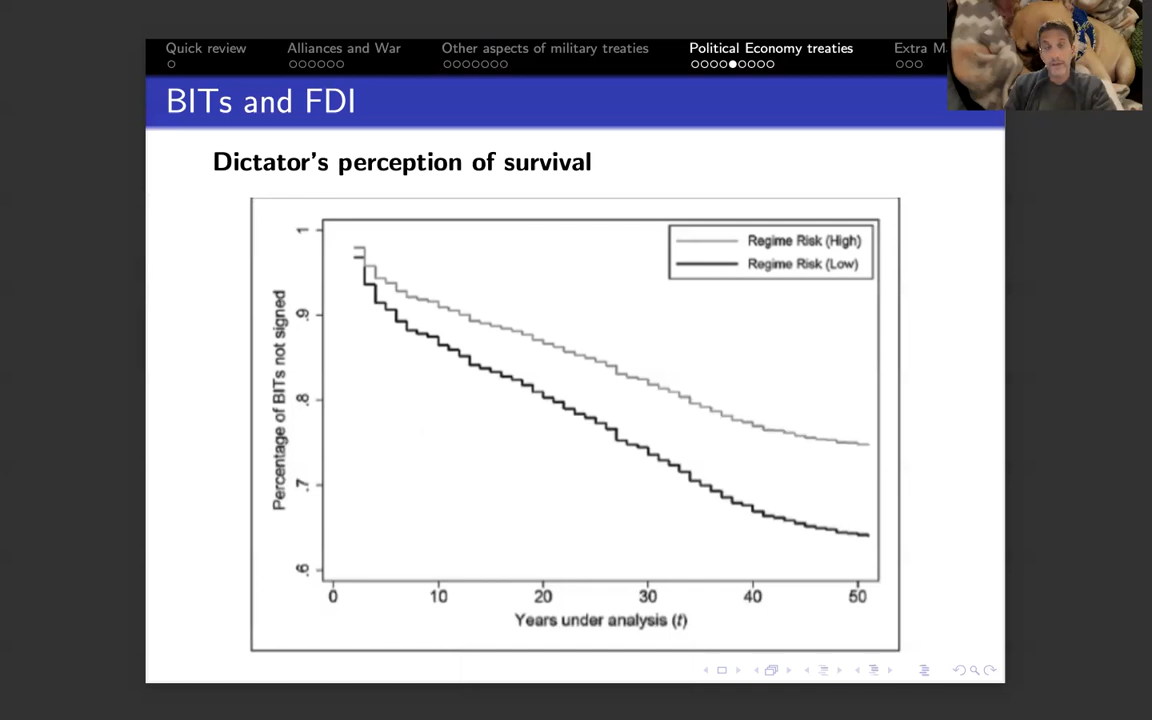 Quick review
Alliances and War
Other aspects of military treaties
Political Economy treaties
Extra M
BITs and FDI
Dictator's perception of survival
Regime Risk (High)
Regime Risk (Low)
Percentage of BITs not signed
1
.9
.8
.7
.6
0 10 20 30 40 50
Years under analysis (t)